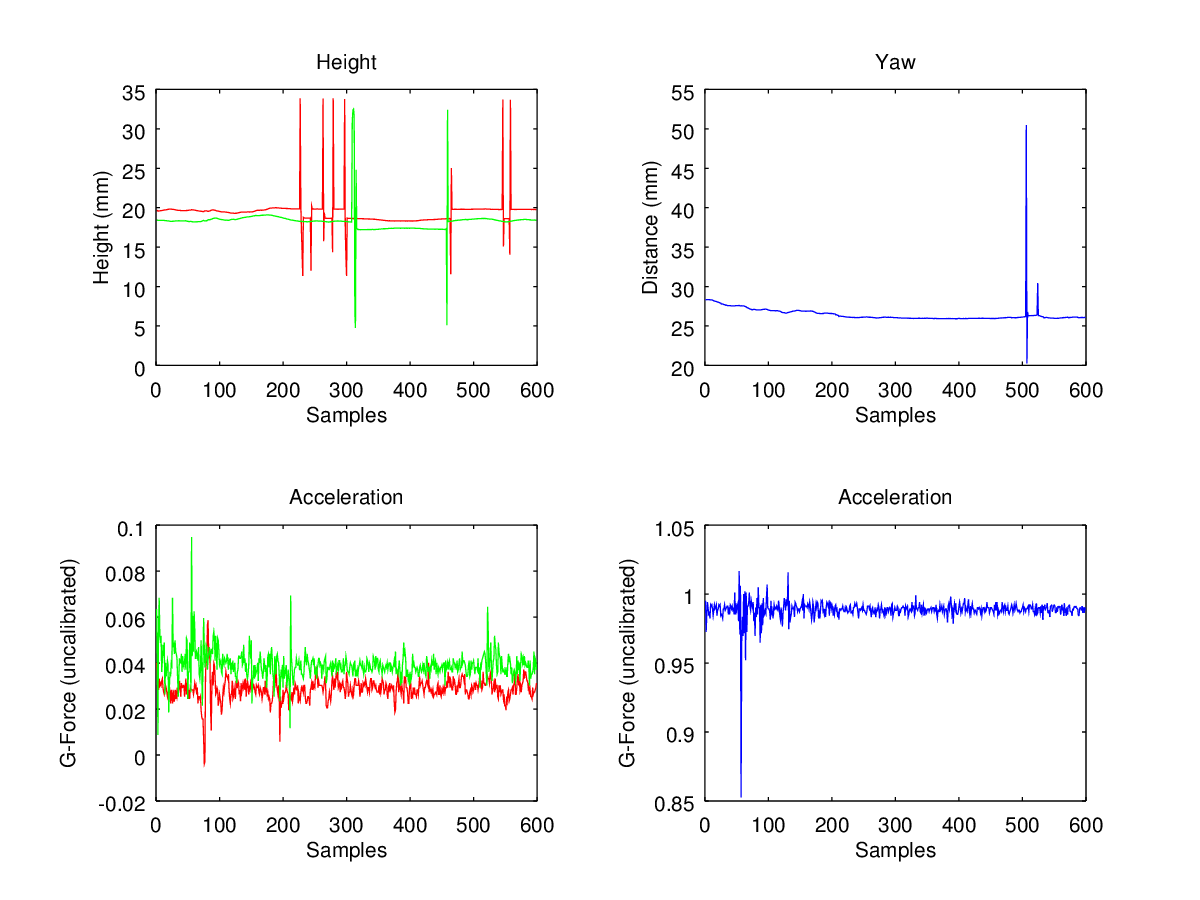 Height
Height (mm)
35
30
25
20
15
10
5
0
0 100 200 300 400 500 600
Samples
Yaw
Distance (mm)
55
50
45
40
35
30
25
20
0 100 200 300 400 500 600
Samples
Acceleration
G-Force (uncalibrated)
0.1
0.08
0.06
0.04
0.02
0
-0.02
0 100 200 300 400 500 600
Samples
Acceleration
G-Force (uncalibrated)
1.05
1
0.95
0.9
0.85
0 100 200 300 400 500 600
Samples